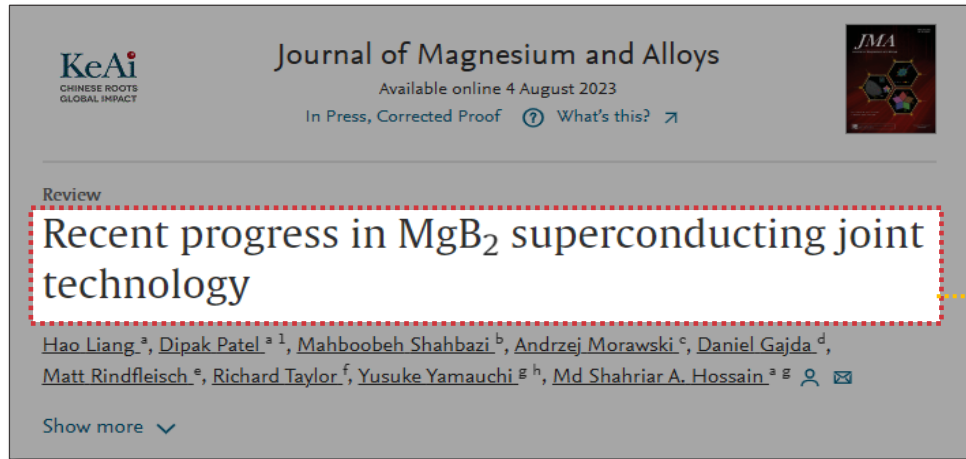 KeAi
CHINESE ROOTS
GLOBAL IMPACT
Journal of Magnesium and Alloys
Available online 4 August 2023
In Press, Corrected Proof ? What's this? ↗
JMA
Review
Recent progress in MgB₂ superconducting joint
technology
Hao Liang ᵃ, Dipak Patel ᵃ ¹, Mahboobeh Shahbazi ᵇ, Andrzej Morawski ᶜ, Daniel Gajda ᵈ,
Matt Rindfleisch ᵉ, Richard Taylor ᶠ, Yusuke Yamauchi ᵍ ʰ, Md Shahriar A. Hossain ᵃ ᵍ
Show more